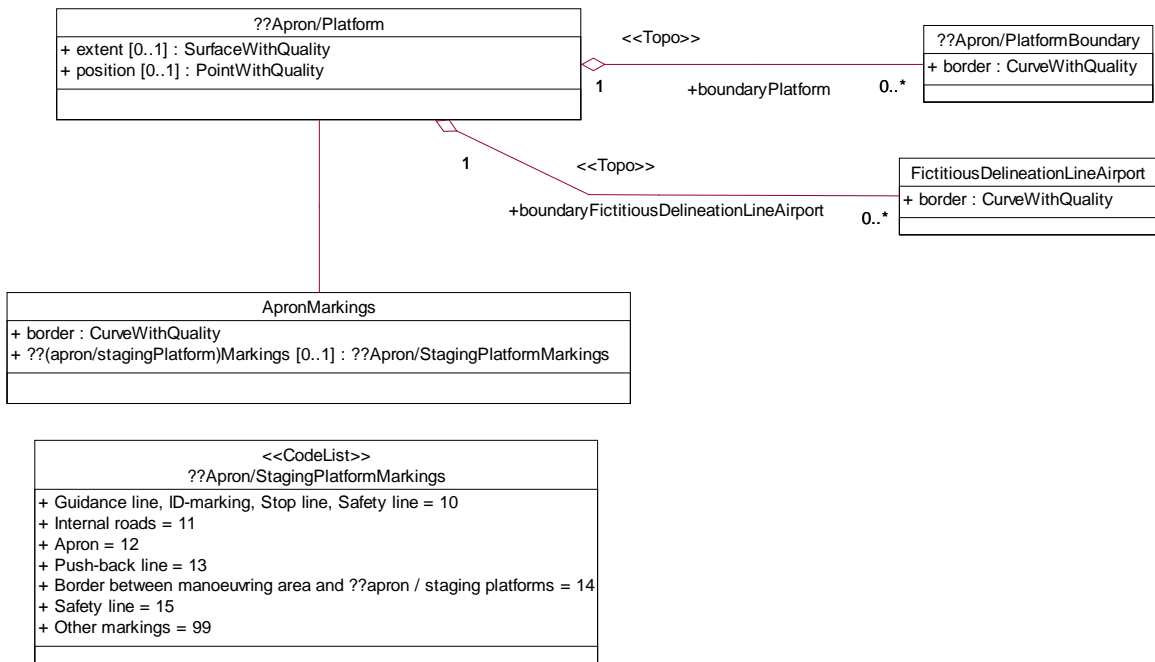 ??Apron/Platform
+ extent [0..1] : SurfaceWithQuality
+ position [0..1] : PointWithQuality
<<Topo>>
1
+boundaryPlatform
0..*
??Apron/PlatformBoundary
+ border : CurveWithQuality
1
<<Topo>>
+boundaryFictitiousDelineationLineAirport
0..*
FictitiousDelineationLineAirport
+ border : CurveWithQuality
ApronMarkings
+ border : CurveWithQuality
+ ??(apron/stagingPlatform)Markings [0..1] : ??Apron/StagingPlatformMarkings
<<CodeList>>
??Apron/StagingPlatformMarkings
+ Guidance line, ID-marking, Stop line, Safety line = 10
+ Internal roads = 11
+ Apron = 12
+ Push-back line = 13
+ Border between manoeuvring area and ??apron / staging platforms = 14
+ Safety line = 15
+ Other markings = 99